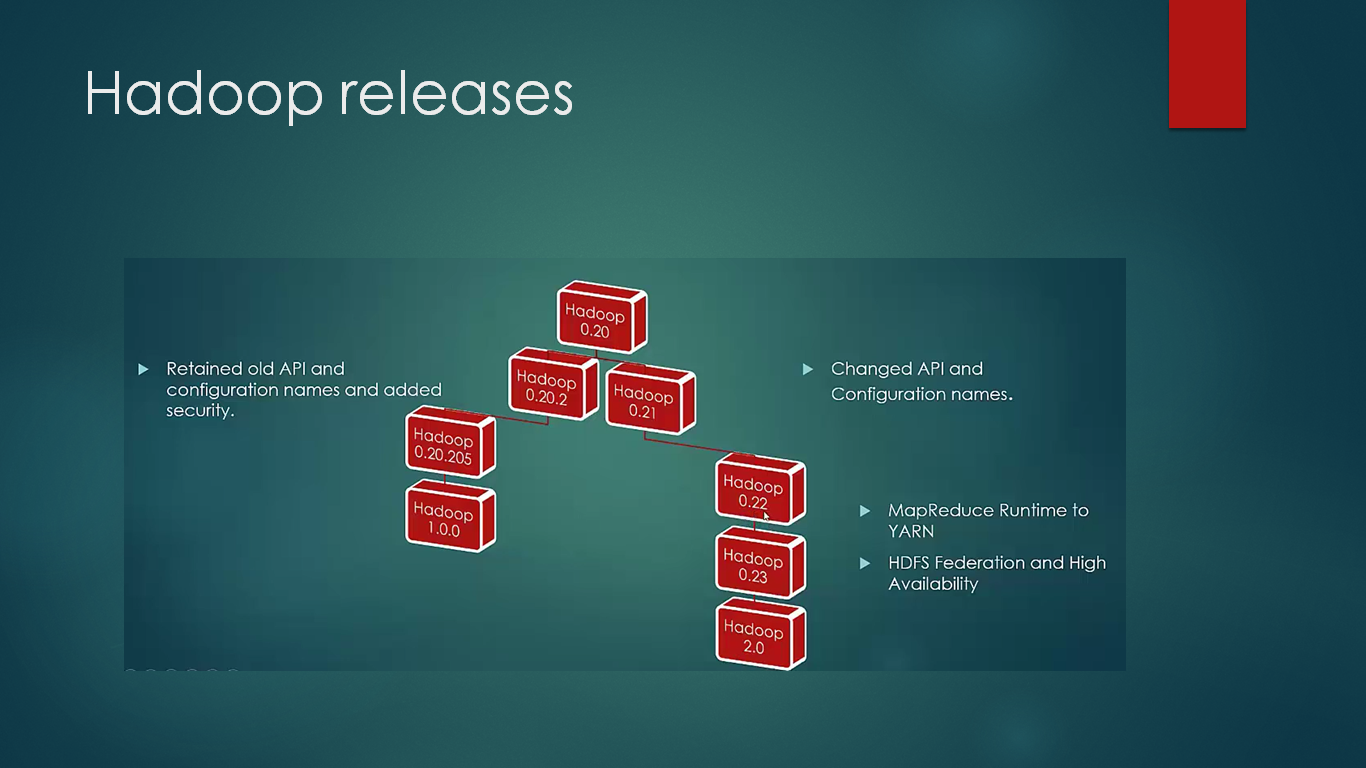 Hadoop releases
Hadoop
0.20
Hadoop
0.20.2
Hadoop
0.21
Retained old API and
configuration names and added
security.
Changed API and
Configuration names.
Hadoop
0.20.205
Hadoop
1.0.0
Hadoop
0.22
Hadoop
0.23
Hadoop
2.0
MapReduce Runtime to
YARN
HDFS Federation and High
Availability